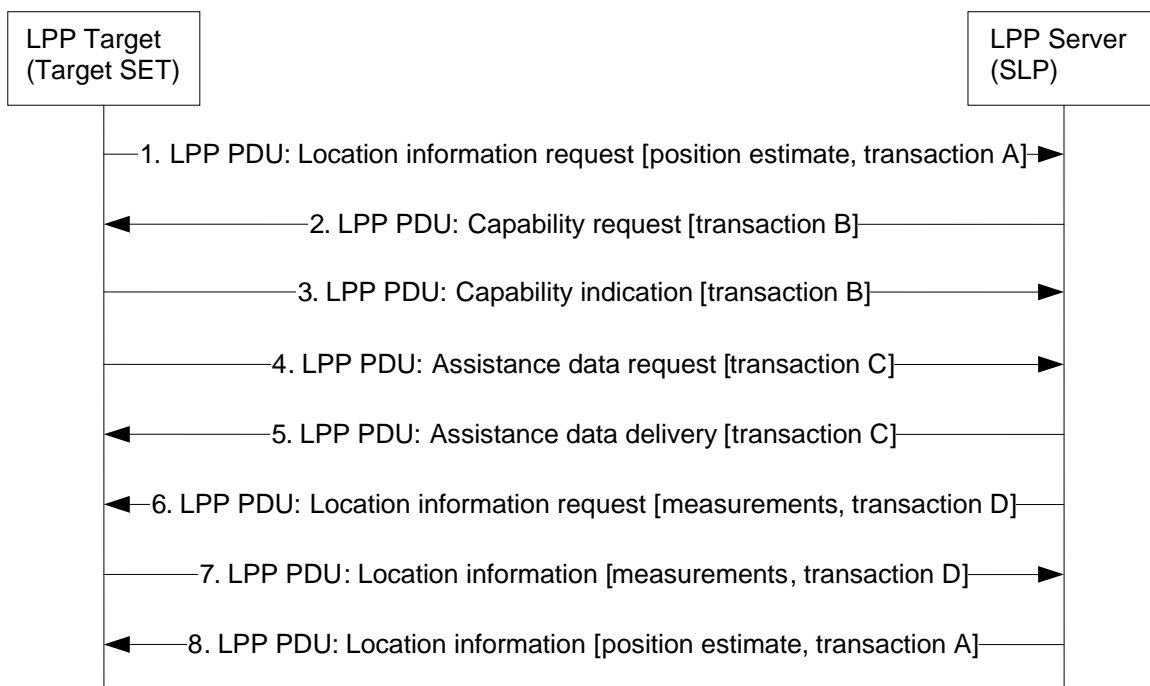 LPP Target
(Target SET)
LPP Server
(SLP)
1. LPP PDU: Location information request [position estimate, transaction A]
2. LPP PDU: Capability request [transaction B]
3. LPP PDU: Capability indication [transaction B]
4. LPP PDU: Assistance data request [transaction C]
5. LPP PDU: Assistance data delivery [transaction C]
6. LPP PDU: Location information request [measurements, transaction D]
7. LPP PDU: Location information [measurements, transaction D]
8. LPP PDU: Location information [position estimate, transaction A]